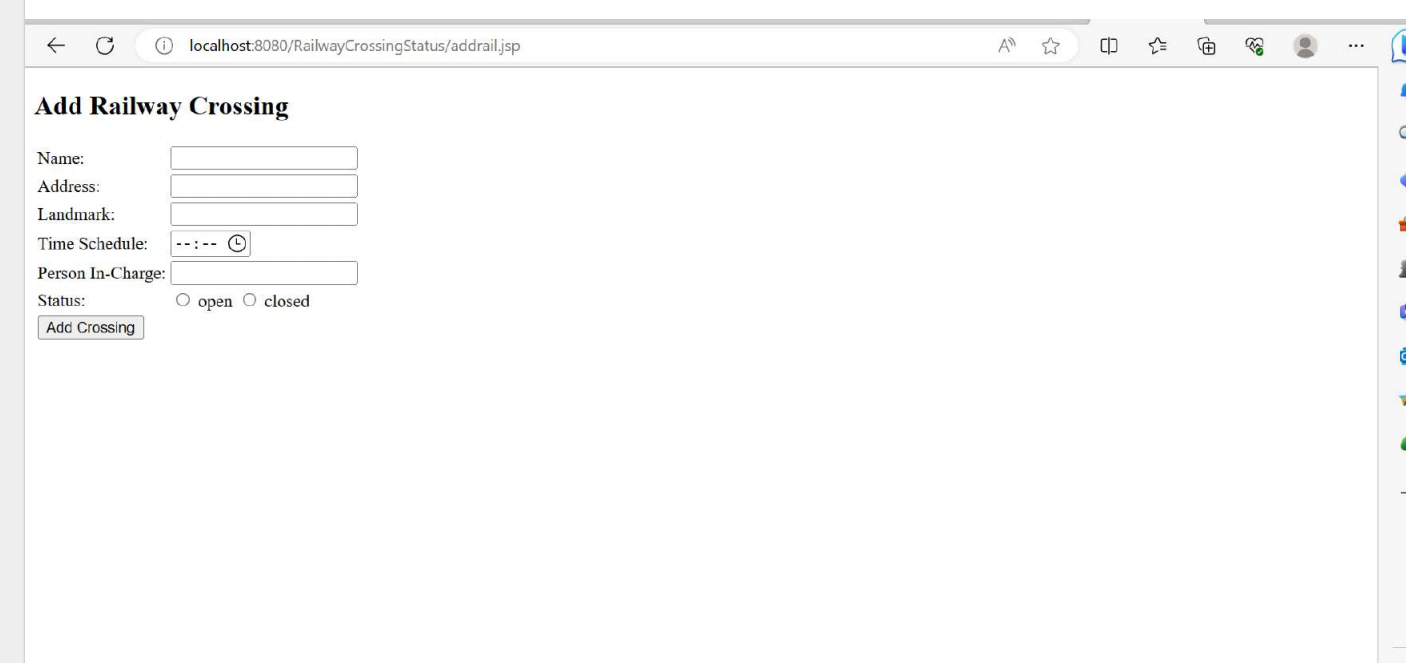 localhost:8080/RailwayCrossingStatus/addrail.jsp
Add Railway Crossing
Name:
Address:
Landmark:
Time Schedule: --:--
Person In-Charge:
Status: open closed
Add Crossing